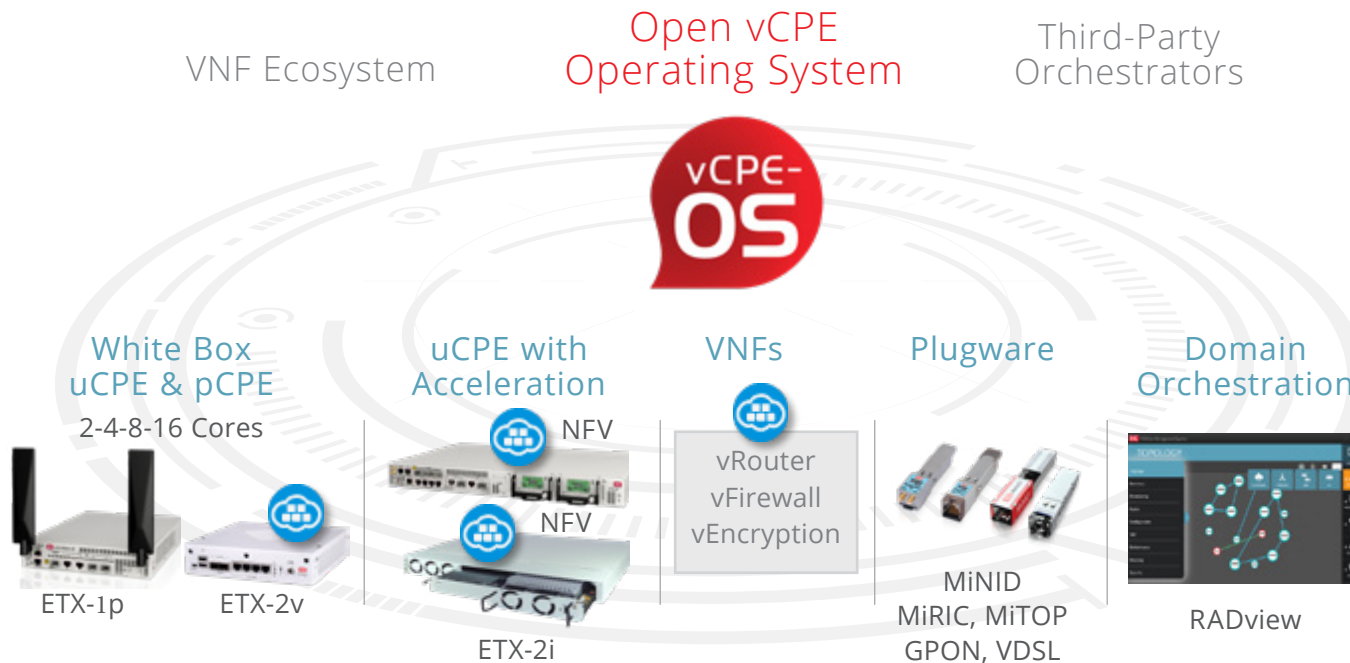 VNF Ecosystem
Open vCPE
Operating System
Third-Party
Orchestrators
vCPE-
OS
White Box
uCPE & pCPE
2-4-8-16 Cores
ETX-1p
ETX-2v
uCPE with
Acceleration
NFV
NFV
ETX-2i
VNFs
vRouter
vFirewall
vEncryption
Plugware
MiNID
MiRIC, MiTOP
GPON, VDSL
Domain
Orchestration
TOPOLOGY
RADview